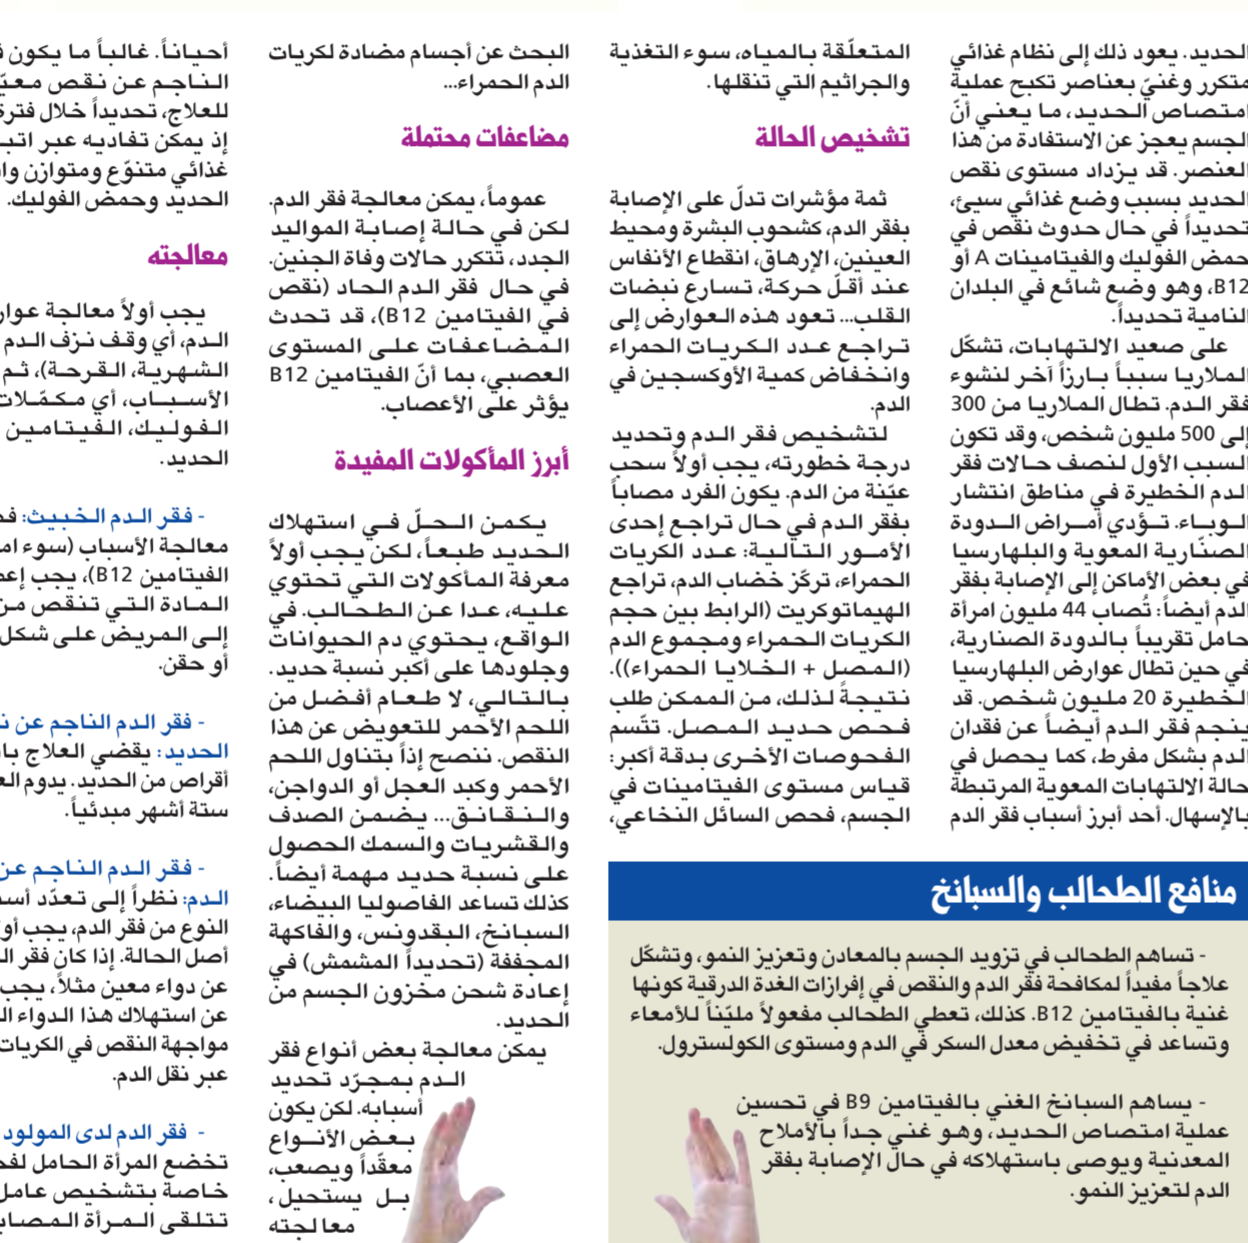 الحديد. يعود ذلك إلى نظام غذائي
متكرر وغنيّ بعناصر تكبح عملية
امتصاص الحديد، ما يعني أنّ
الجسم يعجز عن الاستفادة من هذا
العنصر. قد يزداد مستوى نقص
الحديد بسبب وضع غذائي سيئ،
تحديداً في حال حدوث نقص في
حمض الفوليك والفيتامينات A أو
B12، وهو وضع شائع في البلدان
النامية تحديداً.
على صعيد الالتهابات، تشكّل
الملاريا سبباً بارزاً آخر لنشوء
فقر الدم. تطال الملاريا من 300
إلى 500 مليون شخص، وقد تكون
السبب الأول لنصف حالات فقر
الدم الخطيرة في مناطق انتشار
الوباء. تؤدي أمراض الدودة
الصنّارية المعوية والبلهارسيا
في بعض الأماكن إلى الإصابة بفقر
الدم أيضاً: تُصاب 44 مليون امرأة
حامل تقريباً بالدودة الصنارية،
في حين تطال عوارض البلهارسيا
الخطيرة 20 مليون شخص. قد
ينجم فقر الدم أيضاً عن فقدان
الدم بشكل مفرط، كما يحصل في
حالة الالتهابات المعوية المرتبطة
بالإسهال. أحد أبرز أسباب فقر الدم
المتعلّقة بالمياه، سوء التغذية
والجراثيم التي تنقلها.
تشخيص الحالة
ثمة مؤشرات تدلّ على الإصابة
بفقر الدم، كشحوب البشرة ومحيط
العينين، الإرهاق، انقطاع الأنفاس
عند أقلّ حركة، تسارع نبضات
القلب... تعود هذه العوارض إلى
تراجع عدد الكريات الحمراء
وانخفاض كمية الأوكسجين في
الدم.
لتشخيص فقر الدم وتحديد
درجة خطورته، يجب أولاً سحب
عيّنة من الدم. يكون الفرد مصاباً
بفقر الدم في حال تراجع إحدى
الأمور التالية: عدد الكريات
الحمراء، تركّز خضاب الدم، تراجع
الهيماتوكريت (الرابط بين حجم
الكريات الحمراء ومجموع الدم
(المصل + الخلايا الحمراء)).
نتيجةً لذلك، من الممكن طلب
فحص حديد المصل. تتّسم
الفحوصات الأخرى بدقة أكبر:
قياس مستوى الفيتامينات في
الجسم، فحص السائل النخاعي،
البحث عن أجسام مضادة لكريات
الدم الحمراء...
مضاعفات محتملة
عموماً، يمكن معالجة فقر الدم.
لكن في حالة إصابة المواليد
الجدد، تتكرر حالات وفاة الجنين.
في حال فقر الدم الحاد (نقص
في الفيتامين B12)، قد تحدث
المضاعفات على المستوى
العصبي، بما أنّ الفيتامين B12
يؤثر على الأعصاب.
أبرز المأكولات المفيدة
يكمن الحلّ في استهلاك
الحديد طبعاً، لكن يجب أولاً
معرفة المأكولات التي تحتوي
عليه، عدا عن الطحالب. في
الواقع، يحتوي دم الحيوانات
وجلودها على أكبر نسبة حديد.
بالتالي، لا طعام أفضل من
اللحم الأحمر للتعويض عن هذا
النقص. ننصح إذاً بتناول اللحم
الأحمر وكبد العجل أو الدواجن،
والنقانق... يضمن الصدف
والقشريات والسمك الحصول
على نسبة حديد مهمة أيضاً.
كذلك تساعد الفاصوليا البيضاء،
السبانخ، البقدونس، والفاكهة
المجففة (تحديداً المشمش) في
إعادة شحن مخزون الجسم من
الحديد.
يمكن معالجة بعض أنواع فقر
الدم بمجرّد تحديد
أسبابه. لكن يكون
بعض الأنواع
معقّداً ويصعب،
بل يستحيل،
معالجته
أحياناً. غالباً ما يكون
الناجم عن نقص
للعلاج، تحديداً خلال
إذ يمكن تفاديه عبر
غذائي متنوّع ومتوازن
الحديد وحمض الفوليك.
معالجته
يجب أولاً معالجة
الدم، أي وقف نزف الدم
الشهرية، القرحة)، ثم
الأسباب، أي
الفوليك، الفيتامين
الحديد.
- فقر الدم الخبيث:
معالجة الأسباب (سوء
الفيتامين B12)، يجب
المادة التي تنقص
إلى المريض على شكل
أو حقن.
- فقر الدم الناجم عن
الحديد: يقضي العلاج
أقراص من الحديد. يدوم
ستة أشهر مبدئياً.
- فقر الدم الناجم عن
الدم: نظراً إلى تعدّد
النوع من فقر الدم، يجب
أصل الحالة. إذا كان فقر
عن دواء معين مثلاً، يجب
عن استهلاك هذا الدواء
مواجهة النقص في الكريات
عبر نقل الدم.
- فقر الدم لدى المولود
تخضع المرأة الحامل
خاصة بتشخيص عامل
تتلقى المرأة
منافع الطحالب والسبانخ
- تساهم الطحالب في تزويد الجسم بالمعادن وتعزيز النمو، وتشكّل
علاجاً مفيداً لمكافحة فقر الدم والنقص في إفرازات الغدة الدرقية كونها
غنية بالفيتامين B12. كذلك، تعطي الطحالب مفعولاً مليّناً للأمعاء
وتساعد في تخفيض معدل السكر في الدم ومستوى الكولسترول.
- يساهم السبانخ الغني بالفيتامين B9 في تحسين
عملية امتصاص الحديد، وهو غني جداً بالأملاح
المعدنية ويوصى باستهلاكه في حال الإصابة بفقر
الدم لتعزيز النمو.